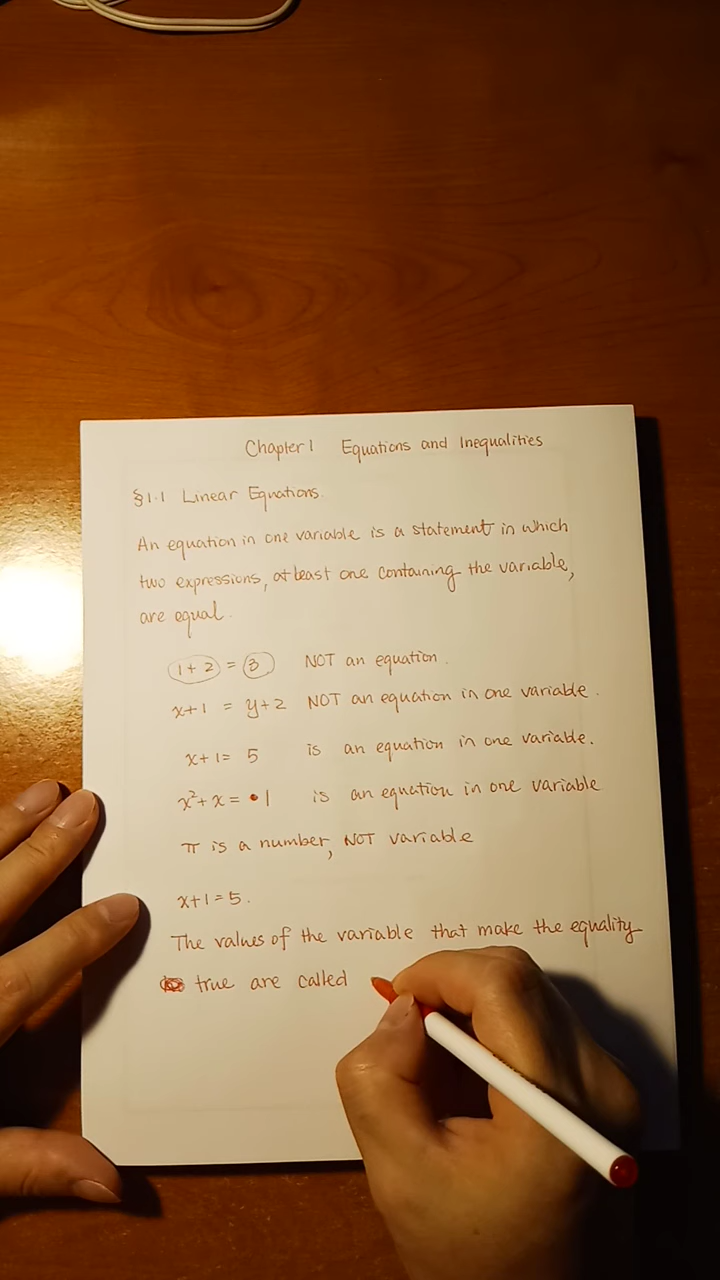 Chapter 1 Equations and Inequalities
§1.1 Linear Equations.
An equation in one variable is a statement in which
two expressions, at least one containing the variable,
are equal.
1+2 = 3 NOT an equation.
x+1 = y+2 NOT an equation in one variable.
x+1= 5 is an equation in one variable.
x²+x = 1 is an equation in one variable
π is a number, NOT variable
x+1=5.
The values of the variable that make the equality
true are called